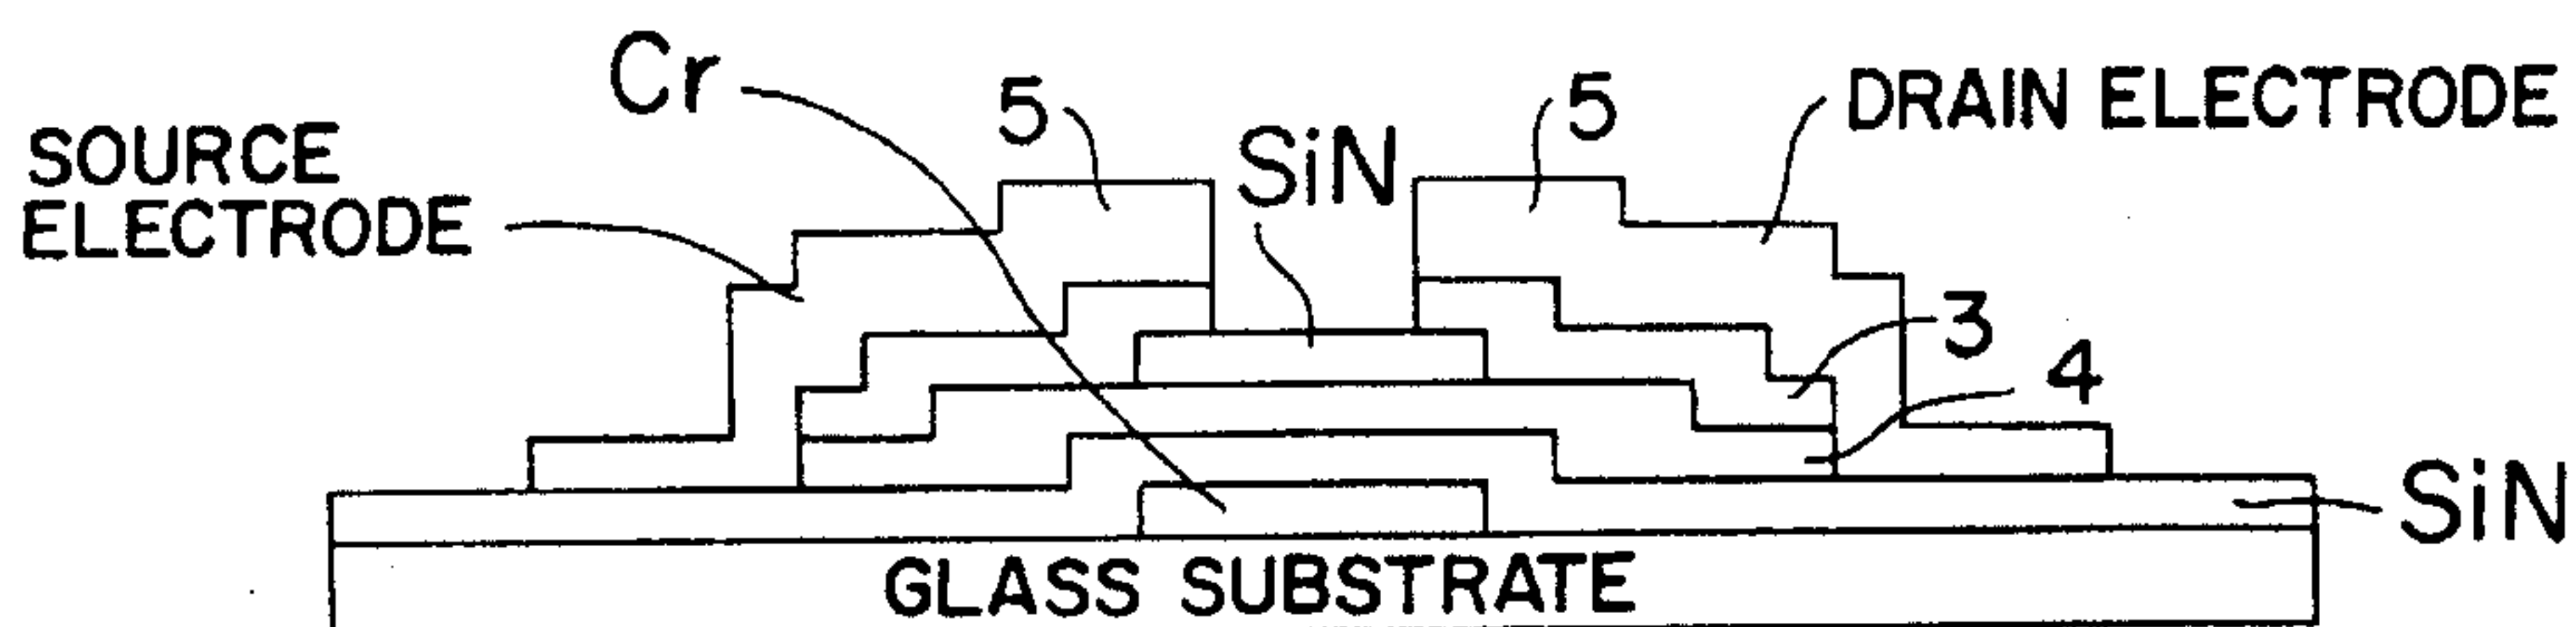 Cr
5
5
DRAIN ELECTRODE
SOURCE
ELECTRODE
SiN
3
4
SiN
GLASS SUBSTRATE